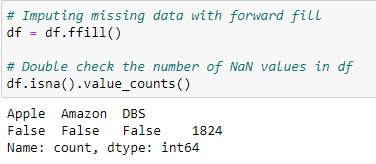 # Imputing missing data with forward fill
df = df.ffill()
# Double check the number of NaN values in df
df.isna().value_counts()
Apple  Amazon  DBS
False  False   False    1824
Name: count, dtype: int64